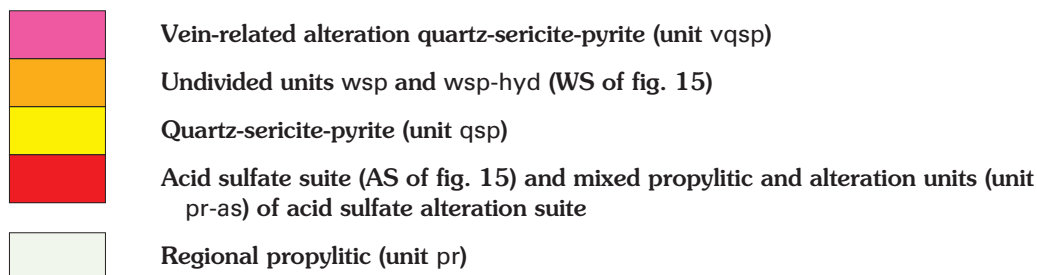 Vein-related alteration quartz-sericite-pyrite (unit vqsp)
Undivided units wsp and wsp-hyd (WS of fig. 15)
Quartz-sericite-pyrite (unit qsp)
Acid sulfate suite (AS of fig. 15) and mixed propylitic and alteration units (unit
pr-as) of acid sulfate alteration suite
Regional propylitic (unit pr)